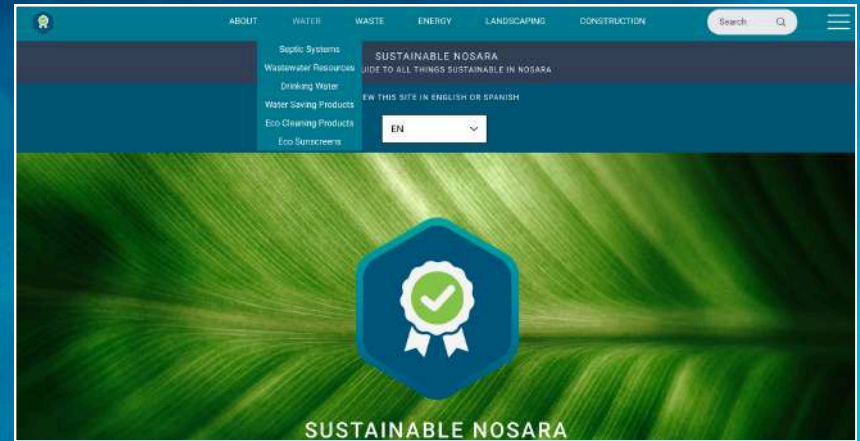 ABOUT WATER WASTE ENERGY LANDSCAPING CONSTRUCTION Search
Septic Systems
Wastewater Resources
Drinking Water
Water Saving Products
Eco Cleaning Products
Eco Sunscreens
SUSTAINABLE NOSARA
UIDE TO ALL THINGS SUSTAINABLE IN NOSARA
EW THIS SITE IN ENGLISH OR SPANISH
EN
SUSTAINABLE NOSARA